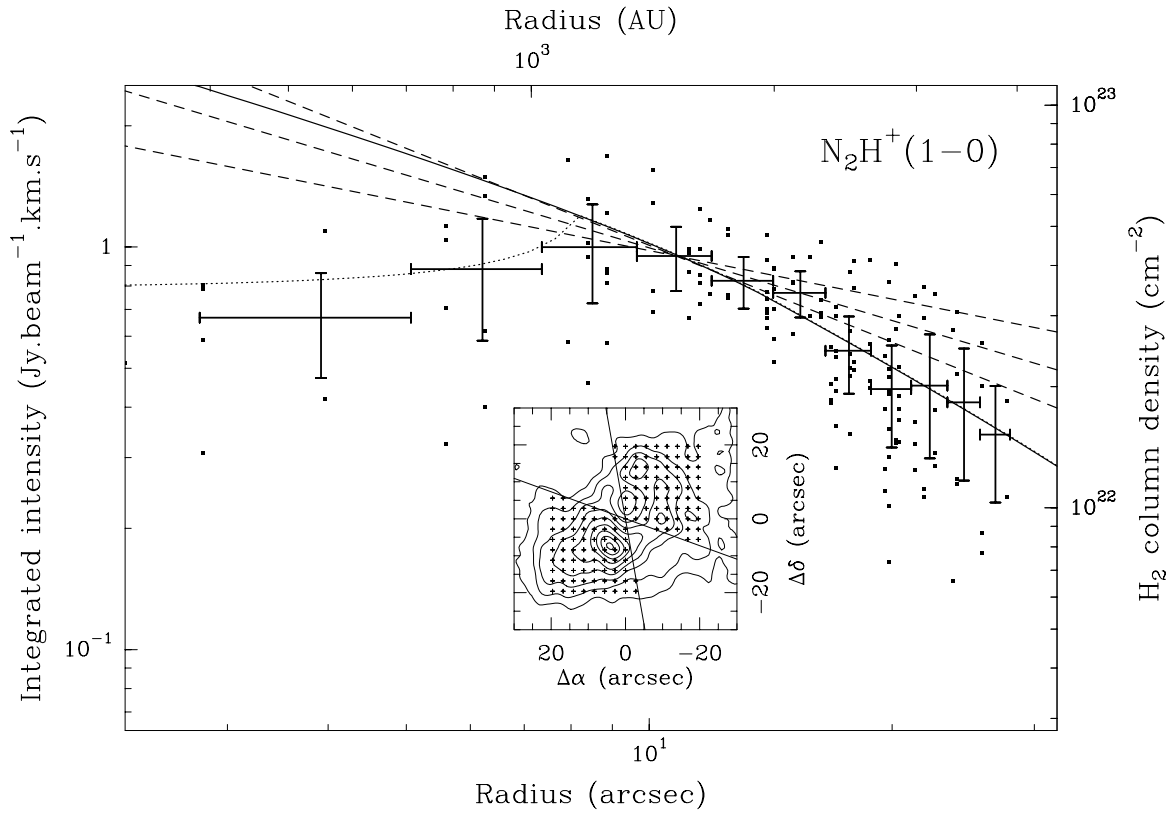 Radius (AU)
10³
Integrated intensity (Jy.beam⁻¹.km.s⁻¹)
1
10⁻¹
N₂H⁺(1−0)
10²³
10²²
H₂ column density (cm⁻²)
20
0
−20
Δδ (arcsec)
20 0 −20
Δα (arcsec)
10¹
Radius (arcsec)